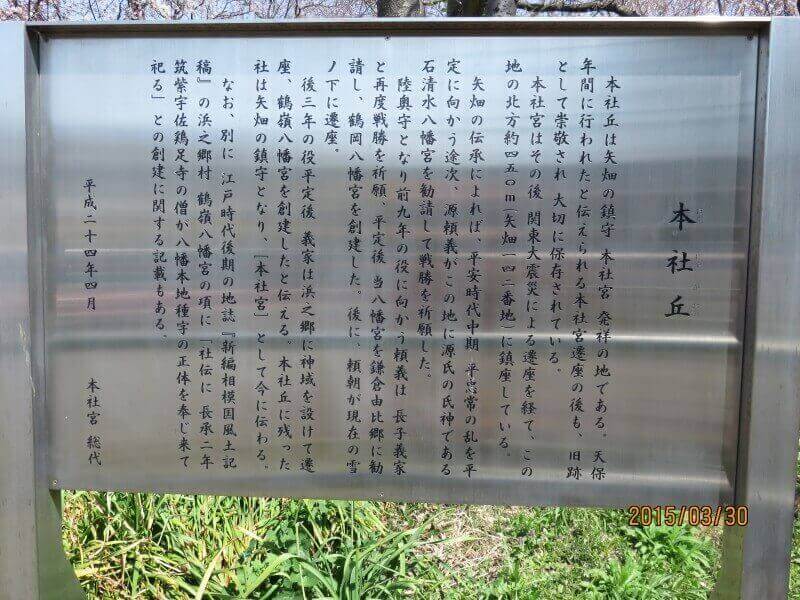 本社丘
本社丘は矢畑の鎮守 本社宮 発祥の地である。天保
年間に行われたと伝えられる本社宮遷座の後も、旧跡
として崇敬され 大切に保存されている。
本社宮はその後 関東大震災による遷座を経て、この
地の北方約四五〇m(矢畑一四二番地)に鎮座している。
矢畑の伝承によれば、平安時代中期 平忠常の乱を平
定に向かう途次、源頼義がこの地に源氏の氏神である
石清水八幡宮を勧請して戦勝を祈願した。
陸奥守となり前九年の役に向かう頼義は 長子義家
と再度戦勝を祈願、平定後 当八幡宮を鎌倉由比郷に勧
請し、鶴岡八幡宮を創建した。後に、頼朝が現在の雪
ノ下に遷座。
後三年の役平定後 義家は浜之郷に神域を設けて遷
座、鶴嶺八幡宮を創建したと伝える。本社丘に残った
社は矢畑の鎮守となり、「本社宮」として今に伝わる。
なお、別に 江戸時代後期の地誌『新編相模国風土記
稿』の浜之郷村 鶴嶺八幡宮の項に「社伝に 長承二年
筑紫宇佐鶏足寺の僧が八幡本地種字の正体を奉じ来て
祀る」との創建に関する記載もある。
平成二十四年四月 本社宮 総代
2015/03/30